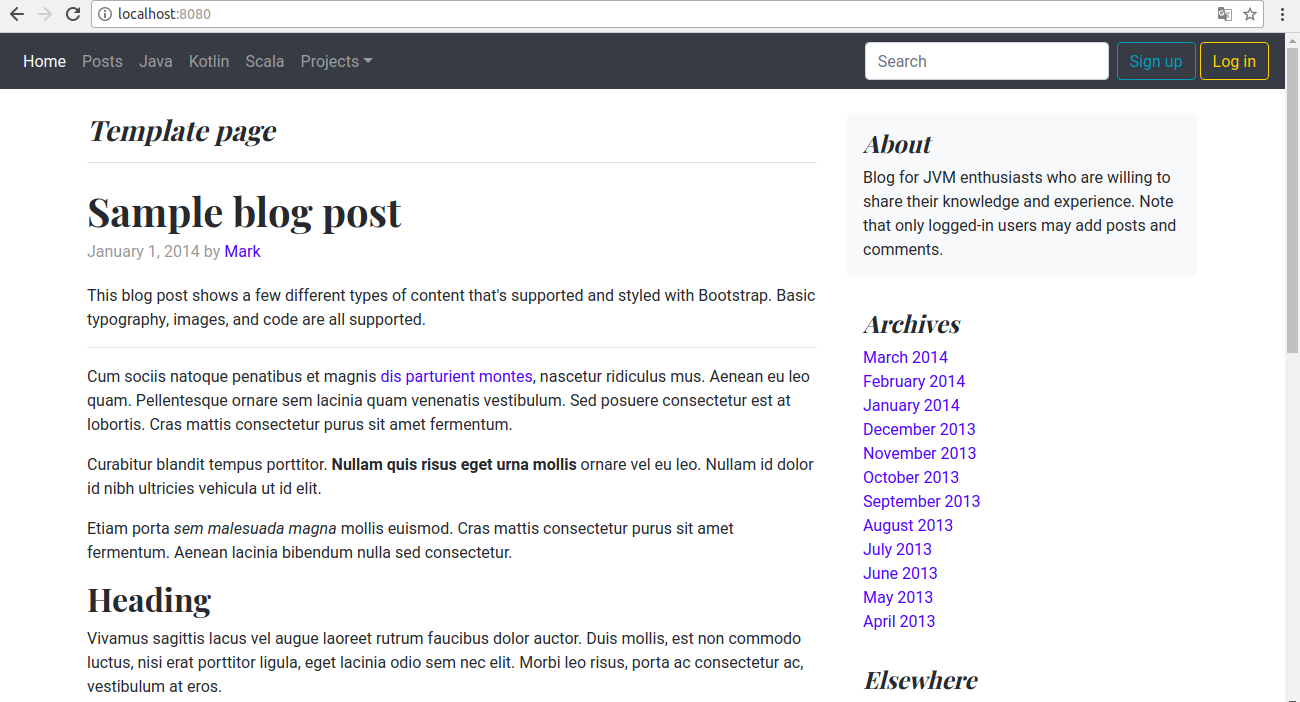 localhost:8080
Home Posts Java Kotlin Scala Projects Search Sign up Log in
Template page
Sample blog post
January 1, 2014 by Mark
This blog post shows a few different types of content that's supported and styled with Bootstrap. Basic
typography, images, and code are all supported.
Cum sociis natoque penatibus et magnis dis parturient montes, nascetur ridiculus mus. Aenean eu leo
quam. Pellentesque ornare sem lacinia quam venenatis vestibulum. Sed posuere consectetur est at
lobortis. Cras mattis consectetur purus sit amet fermentum.
Curabitur blandit tempus porttitor. Nullam quis risus eget urna mollis ornare vel eu leo. Nullam id dolor
id nibh ultricies vehicula ut id elit.
Etiam porta sem malesuada magna mollis euismod. Cras mattis consectetur purus sit amet
fermentum. Aenean lacinia bibendum nulla sed consectetur.
Heading
Vivamus sagittis lacus vel augue laoreet rutrum faucibus dolor auctor. Duis mollis, est non commodo
luctus, nisi erat porttitor ligula, eget lacinia odio sem nec elit. Morbi leo risus, porta ac consectetur ac,
vestibulum at eros.
About
Blog for JVM enthusiasts who are willing to
share their knowledge and experience. Note
that only logged-in users may add posts and
comments.
Archives
March 2014
February 2014
January 2014
December 2013
November 2013
October 2013
September 2013
August 2013
July 2013
June 2013
May 2013
April 2013
Elsewhere